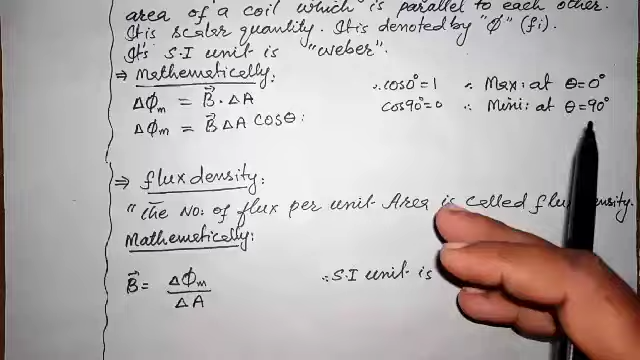 area of a coil which is parallel to each other.
It is scaler quantity. It is denoted by "Φ" (fi).
It's S.I unit is "weber".
⇒ Mathematically:
ΔΦm = B⃗ · ΔA
ΔΦm = B⃗ ΔA COSθ:
∴ cos0° = 1 ∴ Max: at θ=0°
cos90° = 0 ∴ Mini: at θ=90°
⇒ flux density:
"The No: of flux per unit Area is called flux density.
Mathematically:
B⃗ = ΔΦm / ΔA
∴ S.I unit is